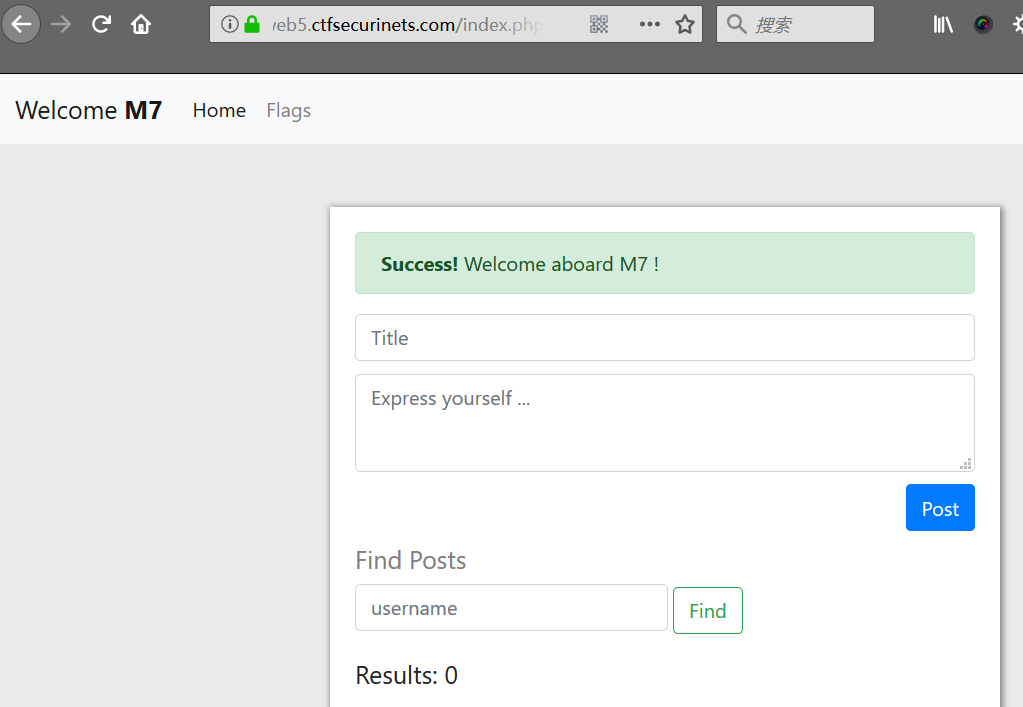 web5.ctfsecurinets.com/index.php
搜索
Welcome M7 Home Flags
Success! Welcome aboard M7 !
Title
Express yourself ...
Post
Find Posts
username
Find
Results: 0